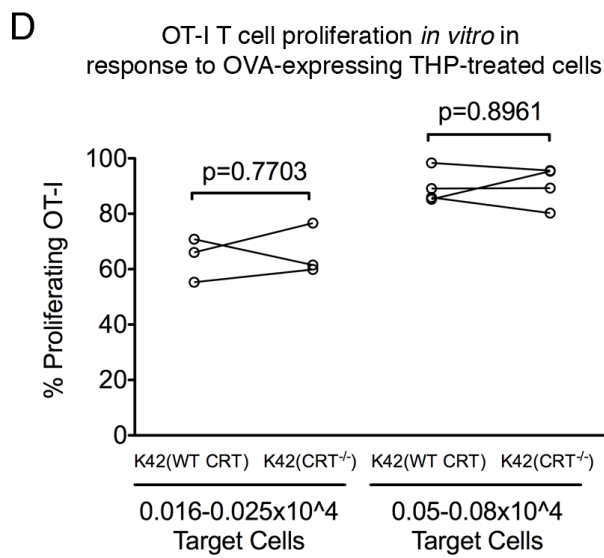 D
OT-I T cell proliferation in vitro in
response to OVA-expressing THP-treated cells
p=0.8961
p=0.7703
% Proliferating OT-I
100
80
60
40
20
0
K42(WT CRT) K42(CRT-/-) K42(WT CRT) K42(CRT-/-)
0.016-0.025x10^4 0.05-0.08x10^4
Target Cells Target Cells